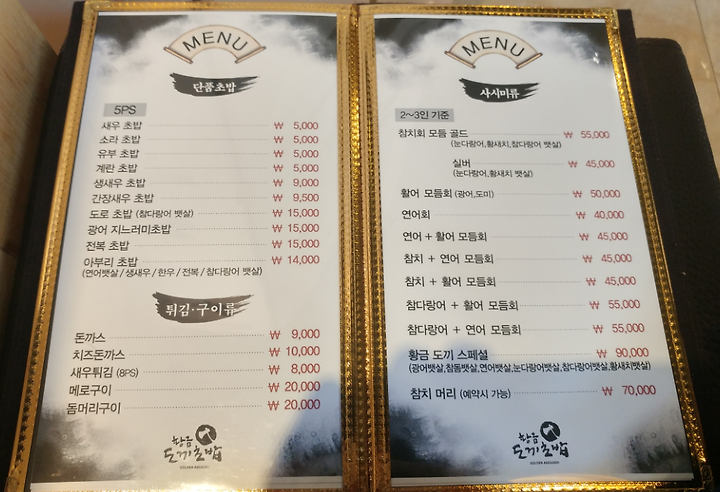 MENU
단품초밥
5PS
새우 초밥 ₩ 5,000
소라 초밥 ₩ 5,000
유부 초밥 ₩ 5,000
계란 초밥 ₩ 5,000
생새우 초밥 ₩ 9,000
간장새우 초밥 ₩ 9,500
도로 초밥 (참다랑어 뱃살) ₩ 15,000
광어 지느러미초밥 ₩ 15,000
전복 초밥 ₩ 15,000
아부리 초밥 ₩ 14,000
(연어뱃살 / 생새우 / 한우 / 전복 / 참다랑어 뱃살)
튀김·구이류
돈까스 ₩ 9,000
치즈돈까스 ₩ 10,000
새우튀김 (8PS) ₩ 8,000
메로구이 ₩ 20,000
돔머리구이 ₩ 20,000
황금
도끼초밥
MENU
사시미류
2~3인 기준
참치회 모듬 골드 ₩ 55,000
(눈다랑어,황새치,참다랑어 뱃살)
실버 ₩ 45,000
(눈다랑어,황새치 뱃살)
활어 모듬회 (광어,도미) ₩ 50,000
연어회 ₩ 40,000
연어 + 활어 모듬회 ₩ 45,000
참치 + 연어 모듬회 ₩ 45,000
참치 + 활어 모듬회 ₩ 45,000
참다랑어 + 활어 모듬회 ₩ 55,000
참다랑어 + 연어 모듬회 ₩ 55,000
황금 도끼 스페셜 ₩ 90,000
(광어뱃살,참돔뱃살,연어뱃살,눈다랑어뱃살,참다랑어뱃살,황새치뱃살)
참치 머리 (예약시 가능) ₩ 70,000
황금
도끼초밥